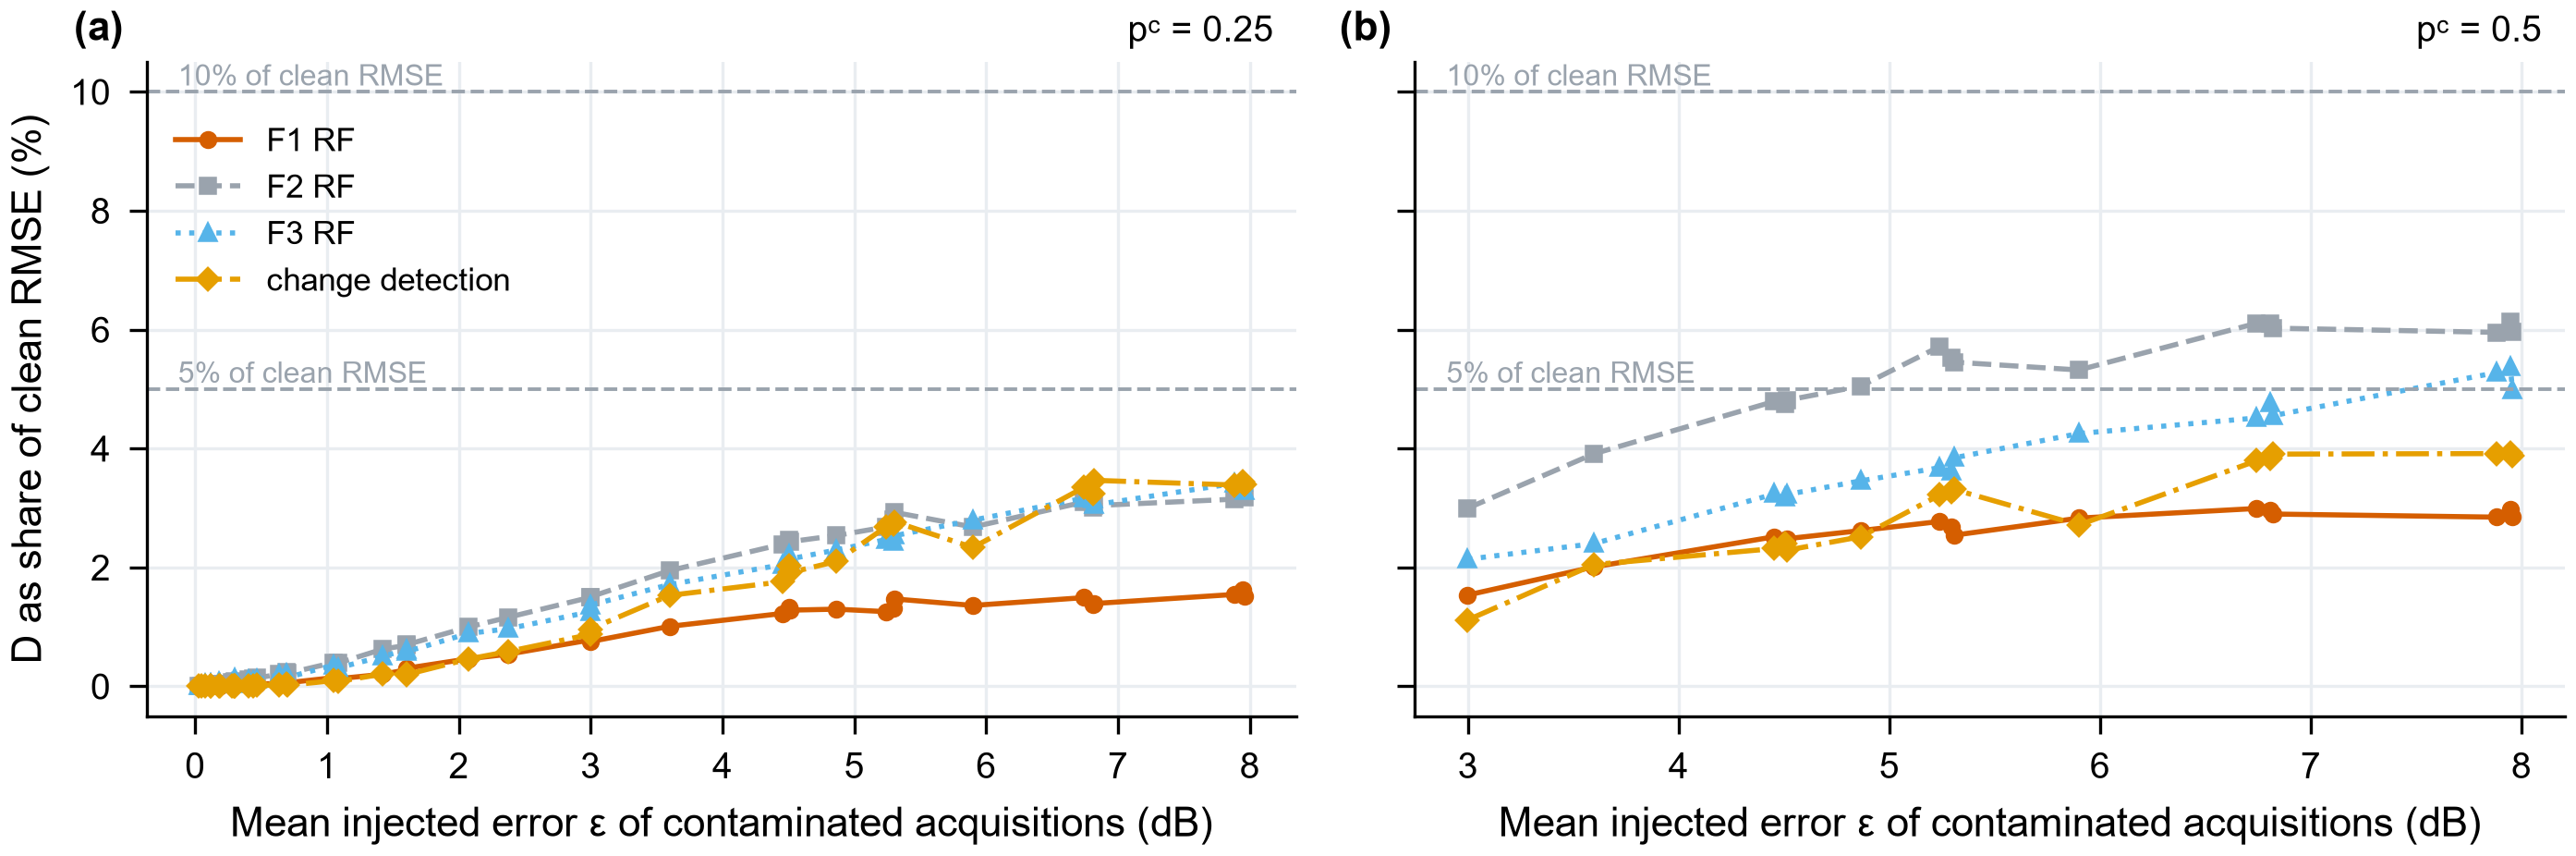 (a)
pᶜ = 0.25
10% of clean RMSE
F1 RF
F2 RF
F3 RF
change detection
5% of clean RMSE
D as share of clean RMSE (%)
10
8
6
4
2
0
0 1 2 3 4 5 6 7 8
Mean injected error ε of contaminated acquisitions (dB)
(b)
pᶜ = 0.5
10% of clean RMSE
5% of clean RMSE
3 4 5 6 7 8
Mean injected error ε of contaminated acquisitions (dB)